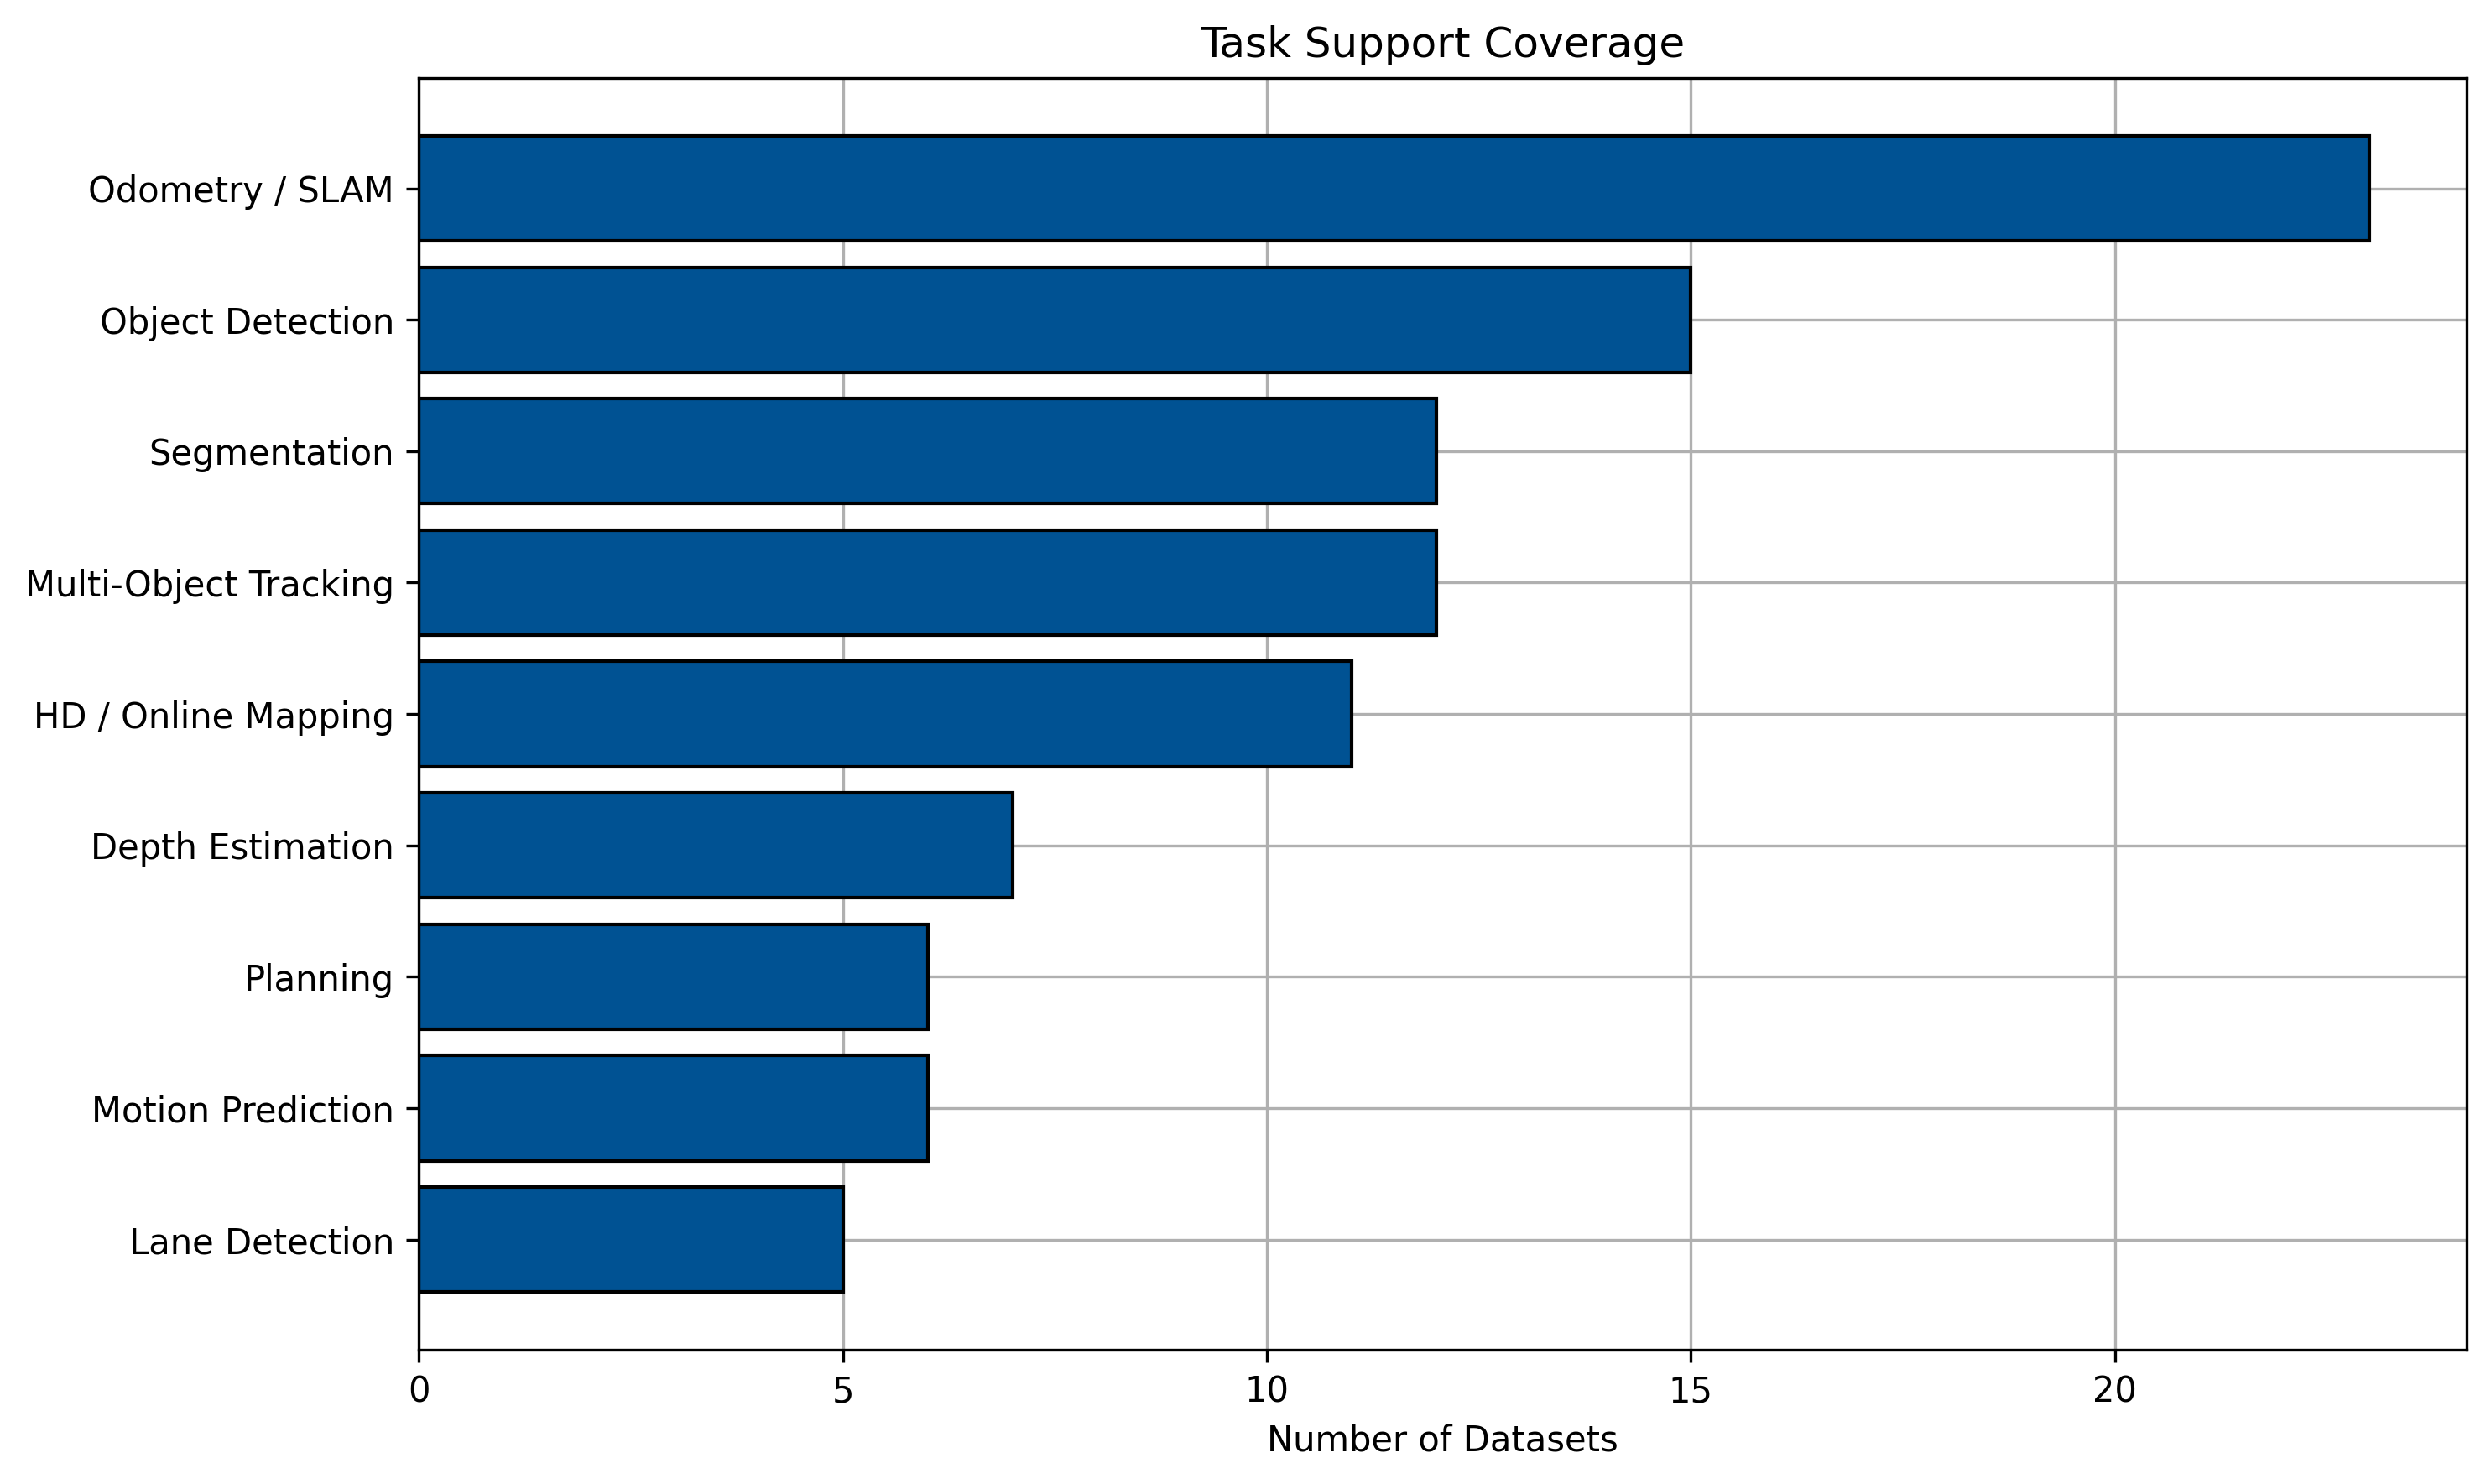 Task Support Coverage
Odometry / SLAM
Object Detection
Segmentation
Multi-Object Tracking
HD / Online Mapping
Depth Estimation
Planning
Motion Prediction
Lane Detection
0 5 10 15 20
Number of Datasets